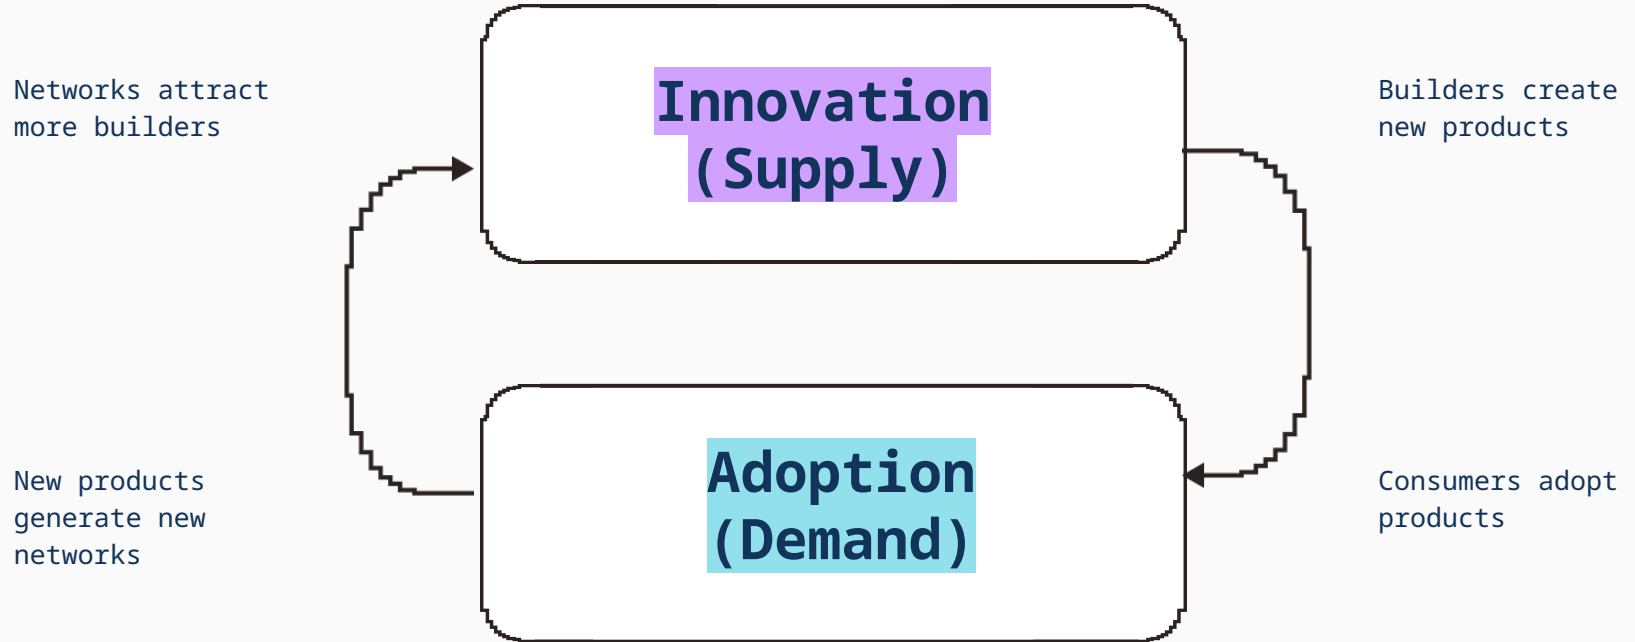 Networks attract
more builders
Innovation
(Supply)
Builders create
new products
New products
generate new
networks
Adoption
(Demand)
Consumers adopt
products